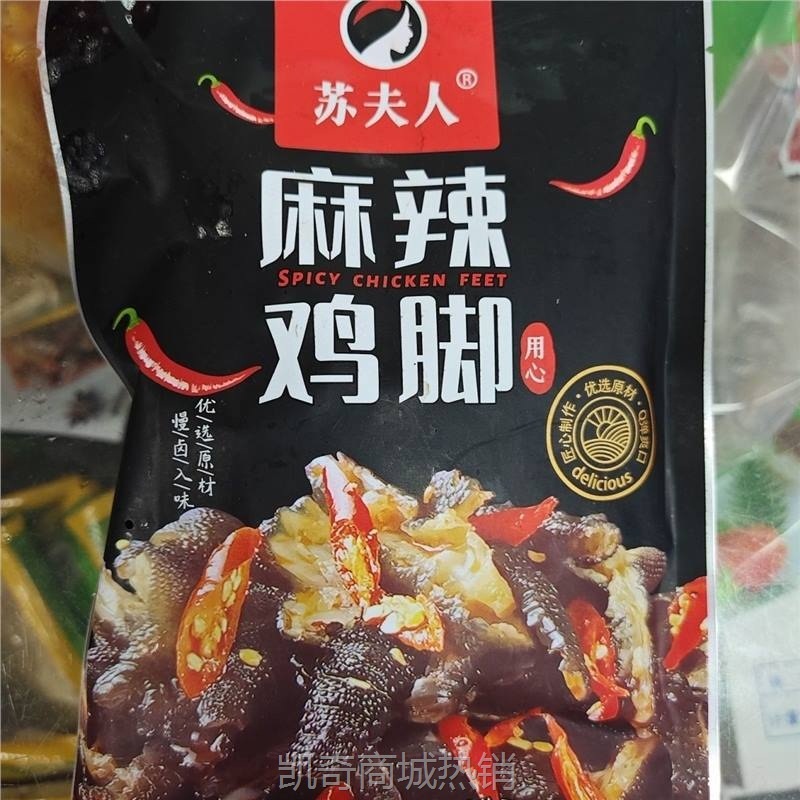 苏夫人®
麻辣
SPICY CHICKEN FEET
鸡脚
用心
优/选/原/材
慢/卤/入/味
匠心制作·优选原材·Q弹爽口
delicious
凯奇商城热销